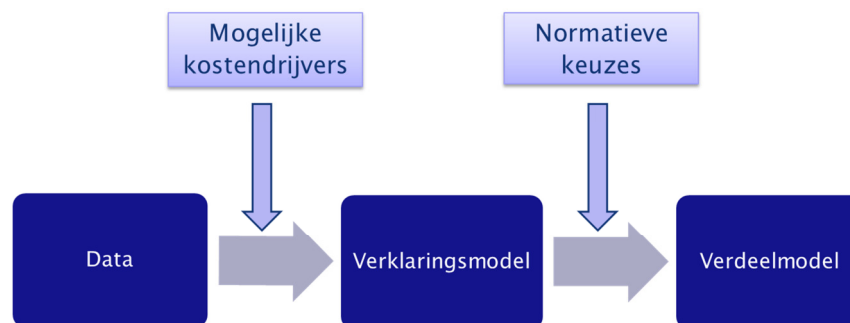 Mogelijke
kostendrijvers
Normatieve
keuzes
Data
Verklaringsmodel
Verdeelmodel